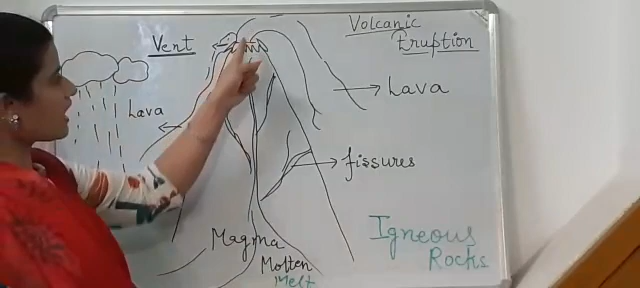 Volcanic
Eruption
Vent
Lava
Lava
fissures
Magma
Molten
Melt
Igneous
Rocks